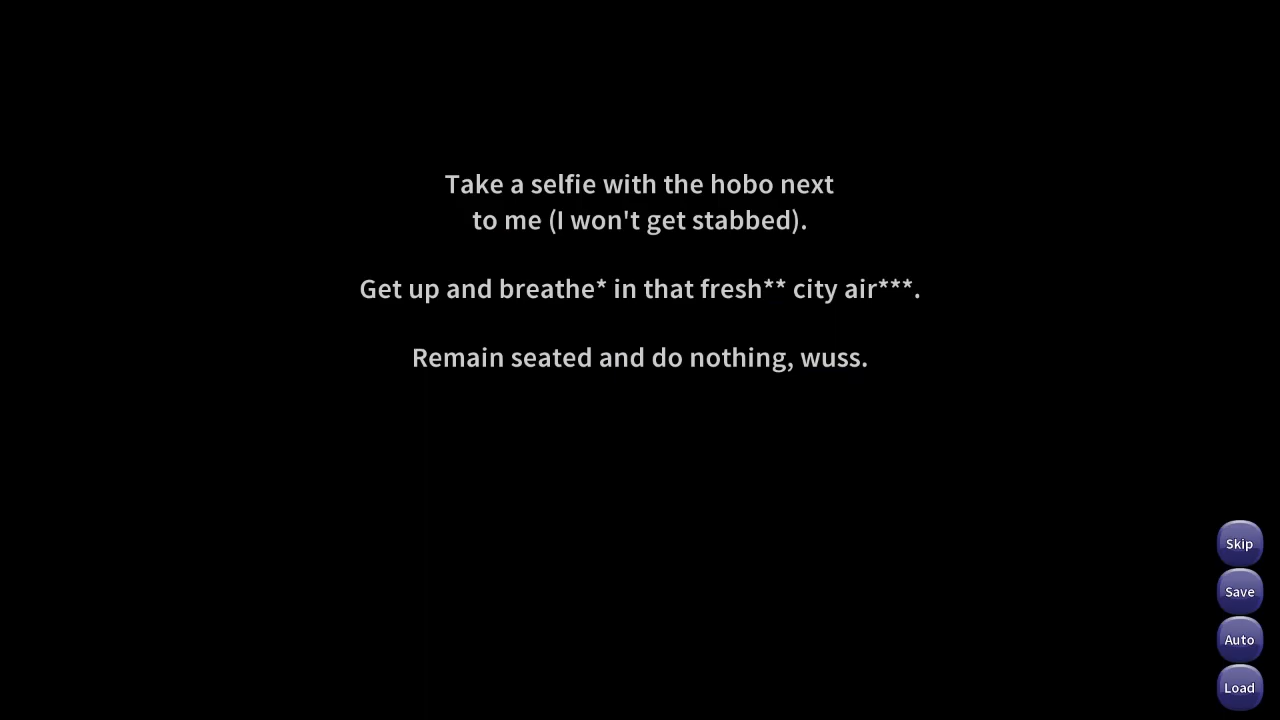 Take a selfie with the hobo next
to me (I won't get stabbed).
Get up and breathe* in that fresh** city air***.
Remain seated and do nothing, wuss.
Skip
Save
Auto
Load